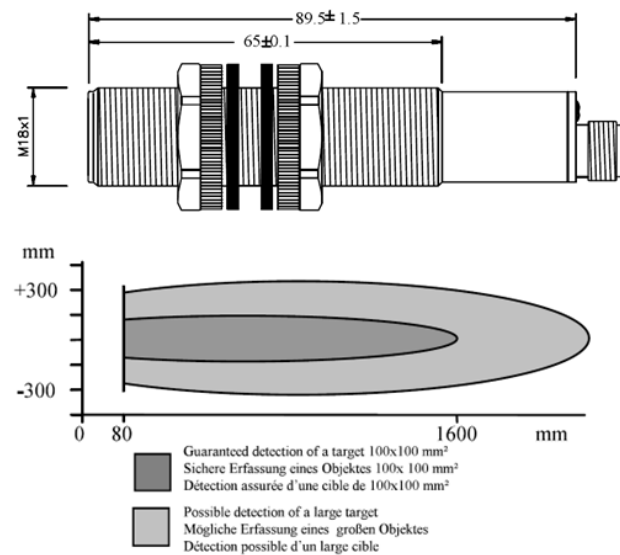 89.5± 1.5
65±0.1
M18x1
mm
+300
-300
0 80 1600 mm
Guaranteed detection of a target 100x100 mm²
Sichere Erfassung eines Objektes 100x 100 mm²
Détection assurée d'une cible de 100x100 mm²
Possible detection of a large target
Mögliche Erfassung eines großen Objektes
Détection possible d'un large cible